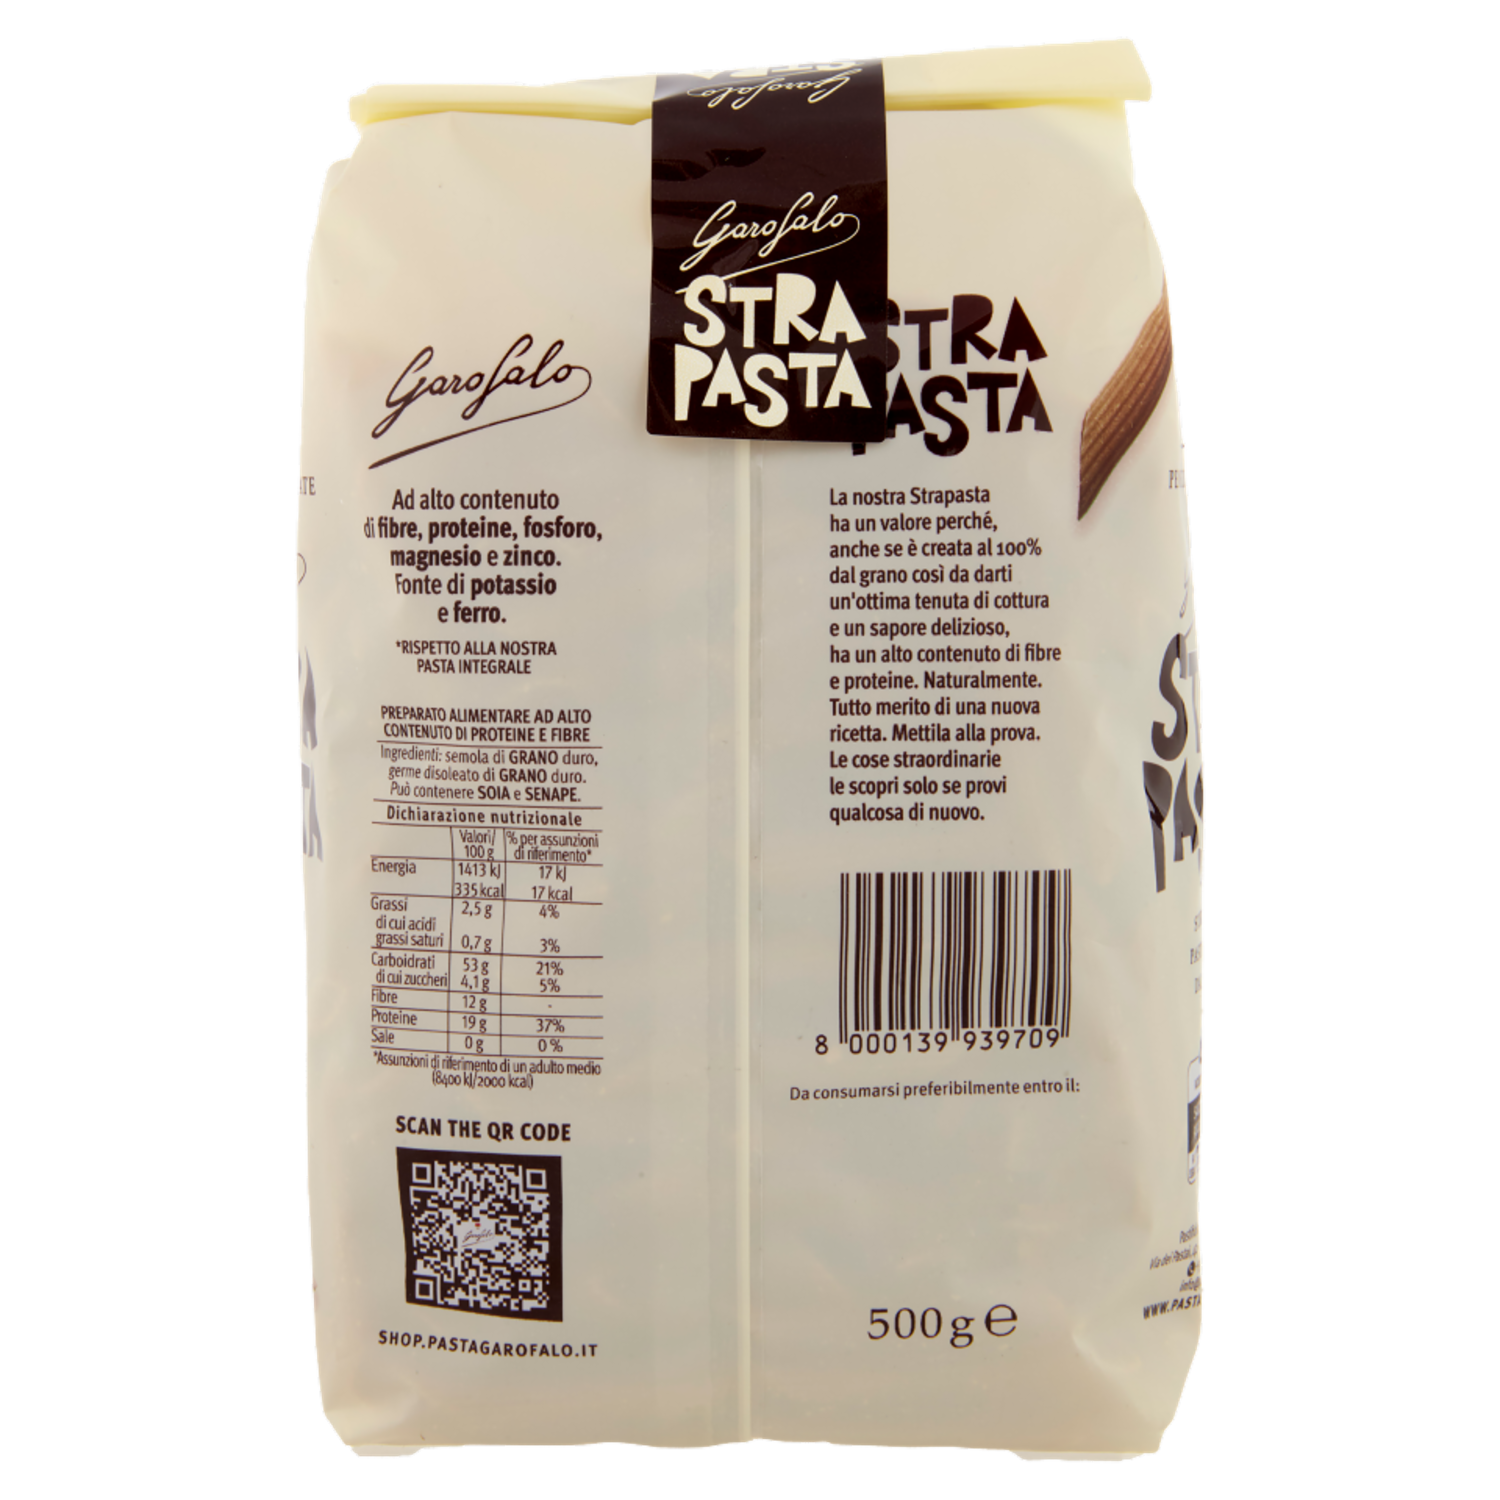 Garofalo
STRA
PASTA
Garofalo
Ad alto contenuto
di fibre, proteine, fosforo,
magnesio e zinco.
Fonte di potassio
e ferro.
*RISPETTO ALLA NOSTRA
PASTA INTEGRALE
PREPARATO ALIMENTARE AD ALTO
CONTENUTO DI PROTEINE E FIBRE
Ingredienti: semola di GRANO duro,
germe disoleato di GRANO duro.
Può contenere SOIA e SENAPE.
Dichiarazione nutrizionale
Valori/ % per assunzioni
100 g di riferimento*
Energia 1413 kJ 17 kJ
335 kcal 17 kcal
Grassi 2,5 g 4%
di cui acidi
grassi saturi 0,7 g 3%
Carboidrati 53 g 21%
di cui zuccheri 4,1 g 5%
Fibre 12 g -
Proteine 19 g 37%
Sale 0 g 0%
*Assunzioni di riferimento di un adulto medio
(8400 kJ/2000 kcal)
SCAN THE QR CODE
Garofalo
SHOP.PASTAGAROFALO.IT
STRA
PASTA
La nostra Strapasta
ha un valore perché,
anche se è creata al 100%
dal grano così da darti
un'ottima tenuta di cottura
e un sapore delizioso,
ha un alto contenuto di fibre
e proteine. Naturalmente.
Tutto merito di una nuova
ricetta. Mettila alla prova.
Le cose straordinarie
le scopri solo se provi
qualcosa di nuovo.
8 000139 939709
Da consumarsi preferibilmente entro il:
500 g e
WWW.PAST